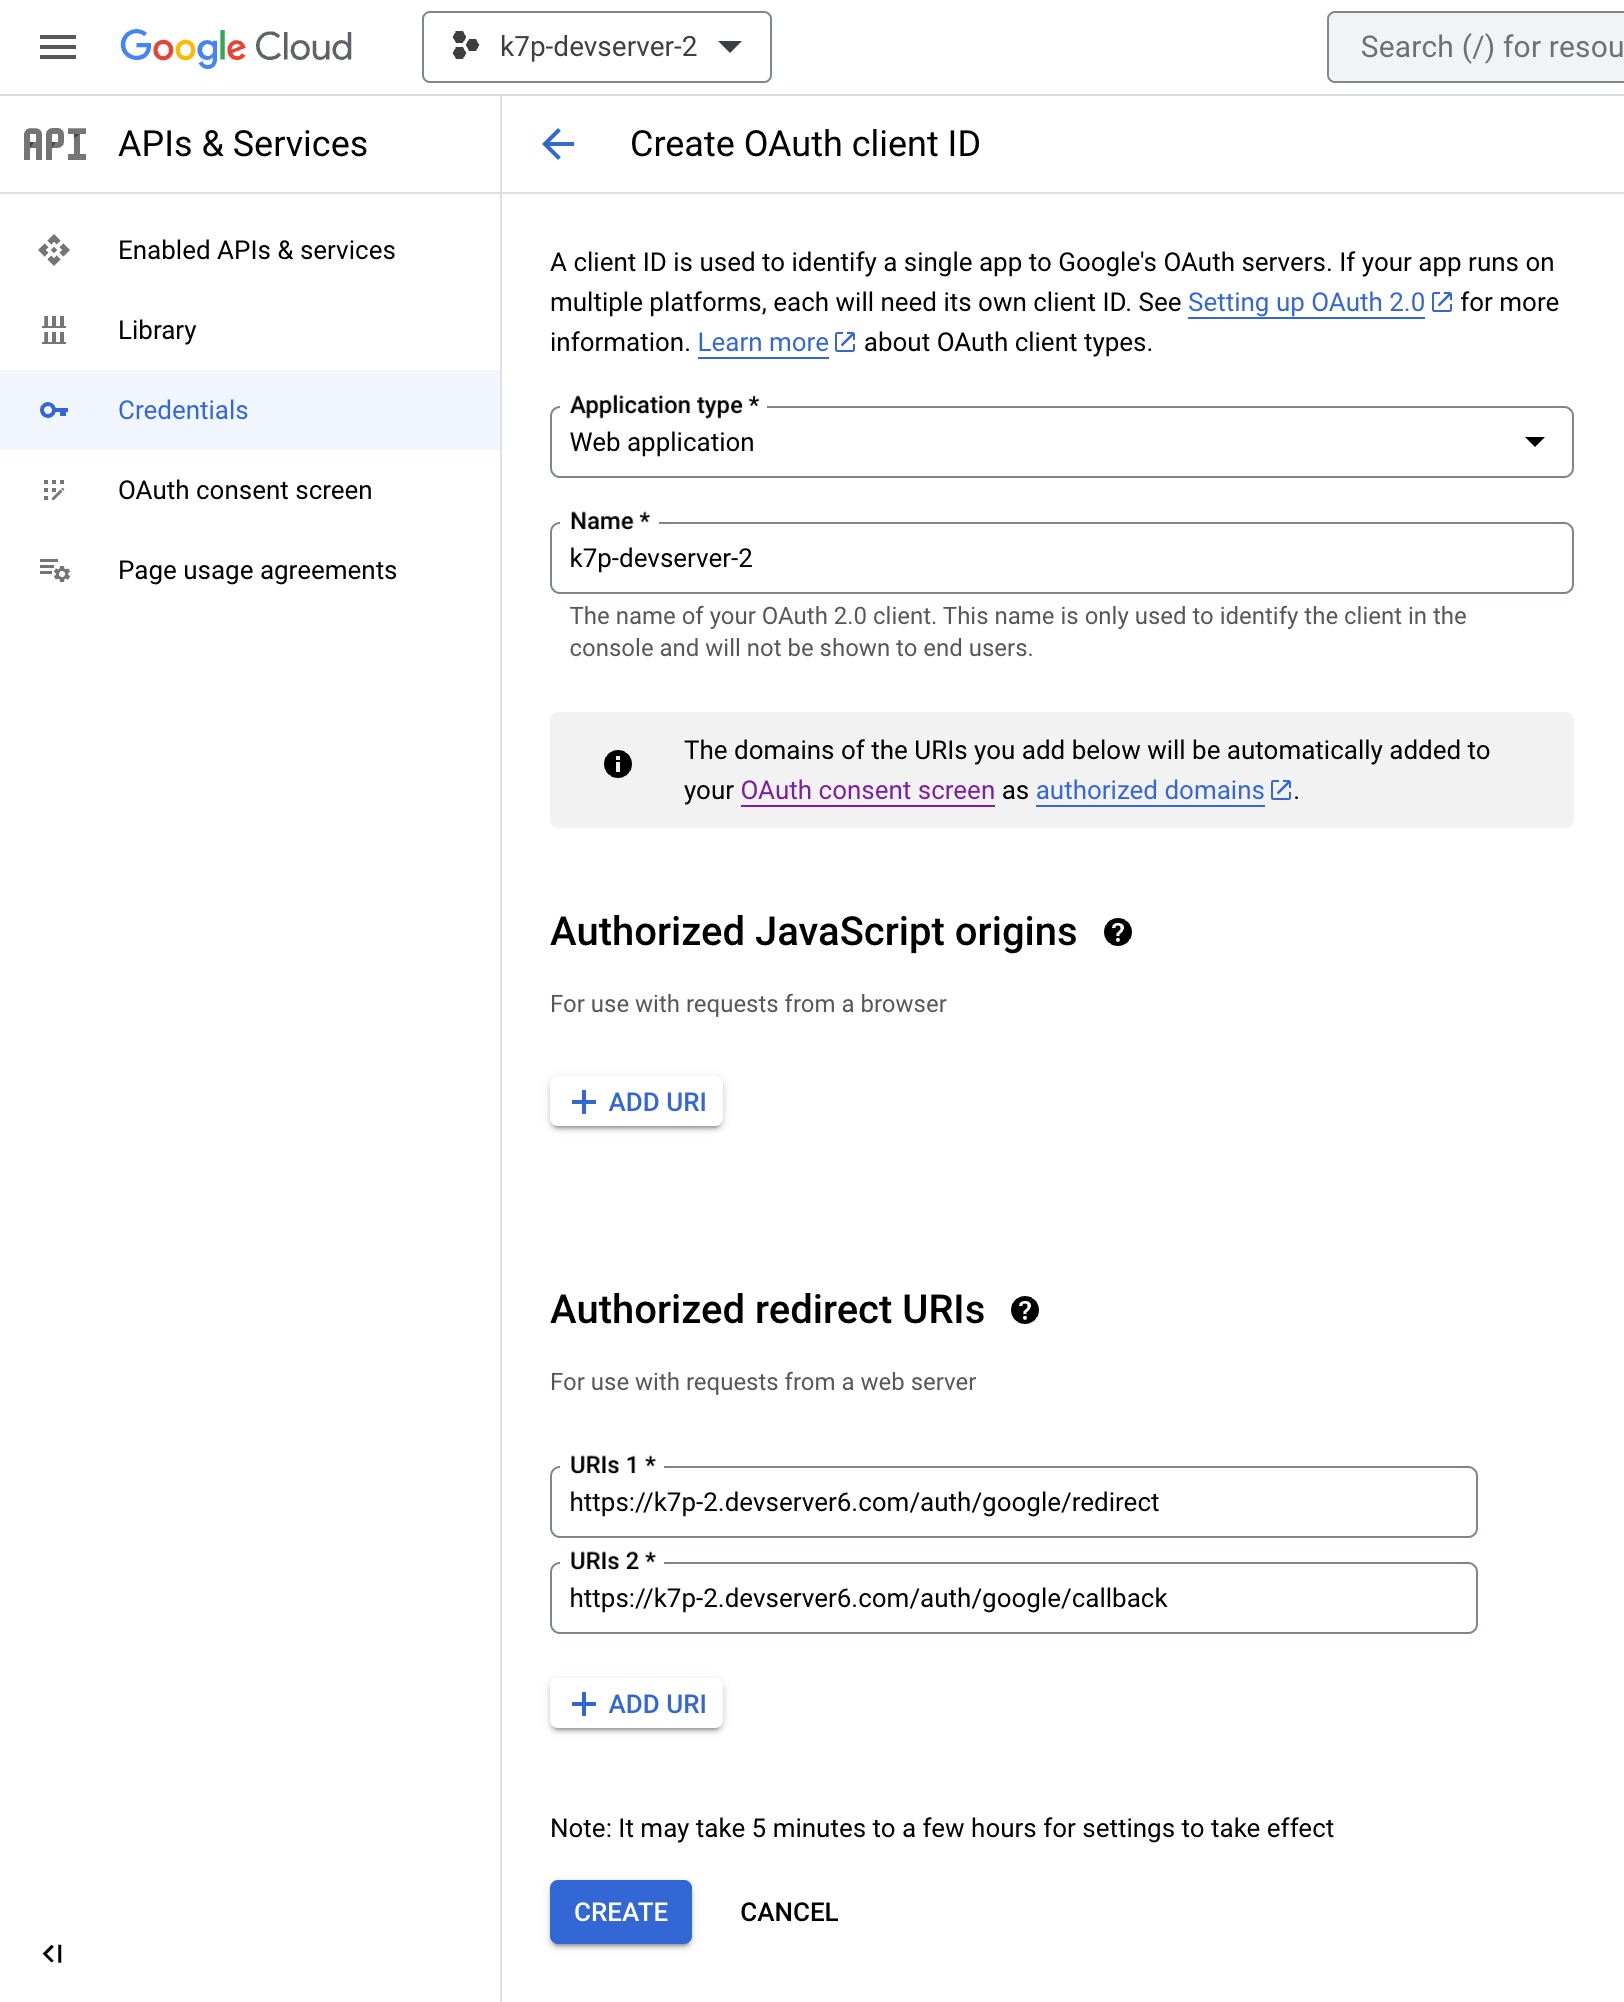 Google Cloud
k7p-devserver-2
Search (/) for resou
API
APIs & Services
Create OAuth client ID
Enabled APIs & services
Library
Credentials
OAuth consent screen
Page usage agreements
A client ID is used to identify a single app to Google's OAuth servers. If your app runs on
multiple platforms, each will need its own client ID. See Setting up OAuth 2.0 for more
information. Learn more about OAuth client types.
Application type *
Web application
Name *
k7p-devserver-2
The name of your OAuth 2.0 client. This name is only used to identify the client in the
console and will not be shown to end users.
The domains of the URIs you add below will be automatically added to
your OAuth consent screen as authorized domains.
Authorized JavaScript origins
For use with requests from a browser
+ ADD URI
Authorized redirect URIs
For use with requests from a web server
URIs 1 *
https://k7p-2.devserver6.com/auth/google/redirect
URIs 2 *
https://k7p-2.devserver6.com/auth/google/callback
+ ADD URI
Note: It may take 5 minutes to a few hours for settings to take effect
CREATE
CANCEL